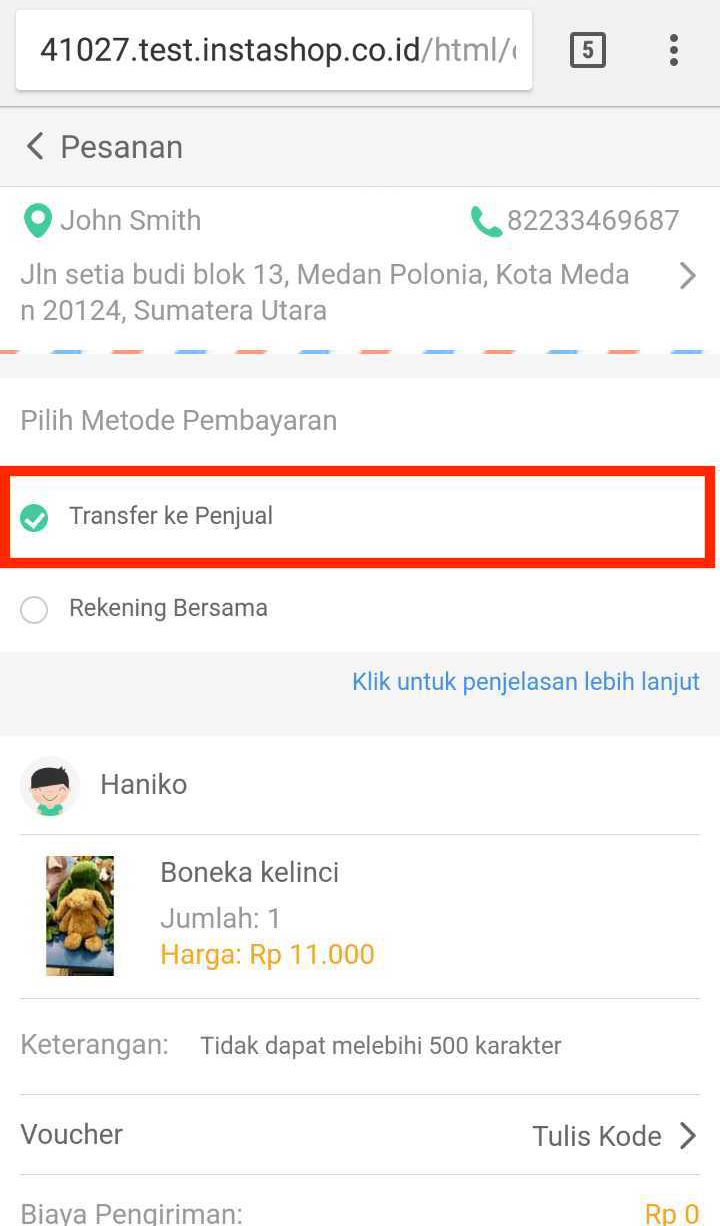 41027.test.instashop.co.id/html/
5
Pesanan
John Smith
82233469687
Jln setia budi blok 13, Medan Polonia, Kota Meda
n 20124, Sumatera Utara
Pilih Metode Pembayaran
Transfer ke Penjual
Rekening Bersama
Klik untuk penjelasan lebih lanjut
Haniko
Boneka kelinci
Jumlah: 1
Harga: Rp 11.000
Keterangan: Tidak dapat melebihi 500 karakter
Voucher
Tulis Kode
Biaya Pengiriman:
Rp 0